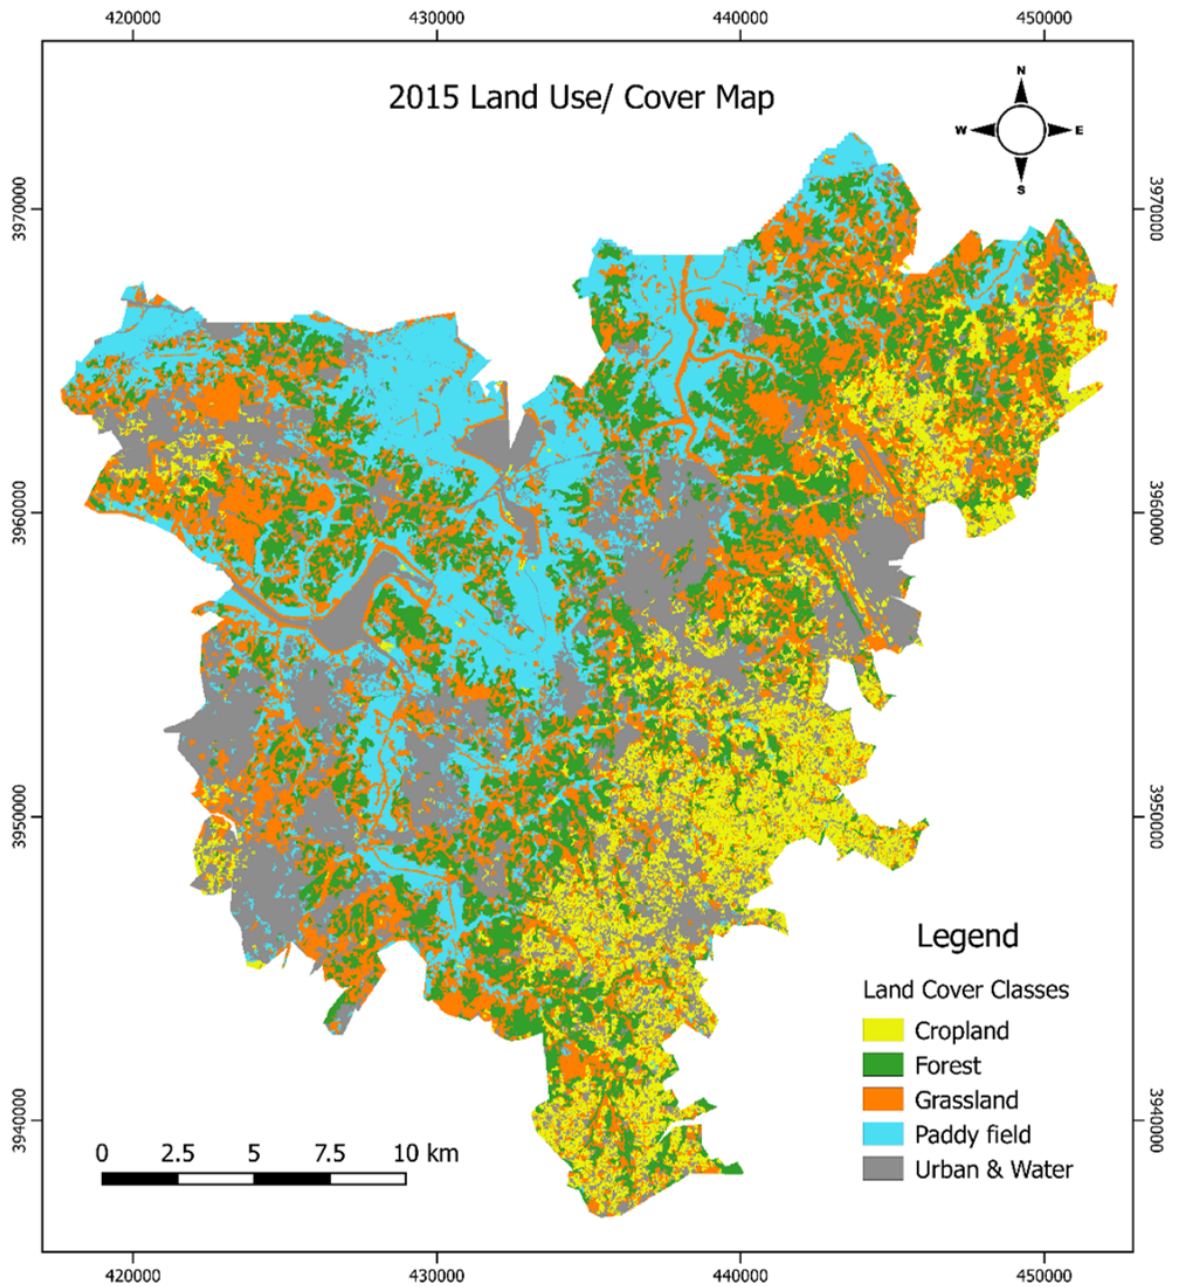 420000 430000 440000 450000
2015 Land Use/ Cover Map
N
W E
S
3970000 3970000
3960000 3960000
3950000 3950000
Legend
Land Cover Classes
Cropland
Forest
Grassland
Paddy field
Urban & Water
3940000 3940000
0 2.5 5 7.5 10 km
420000 430000 440000 450000